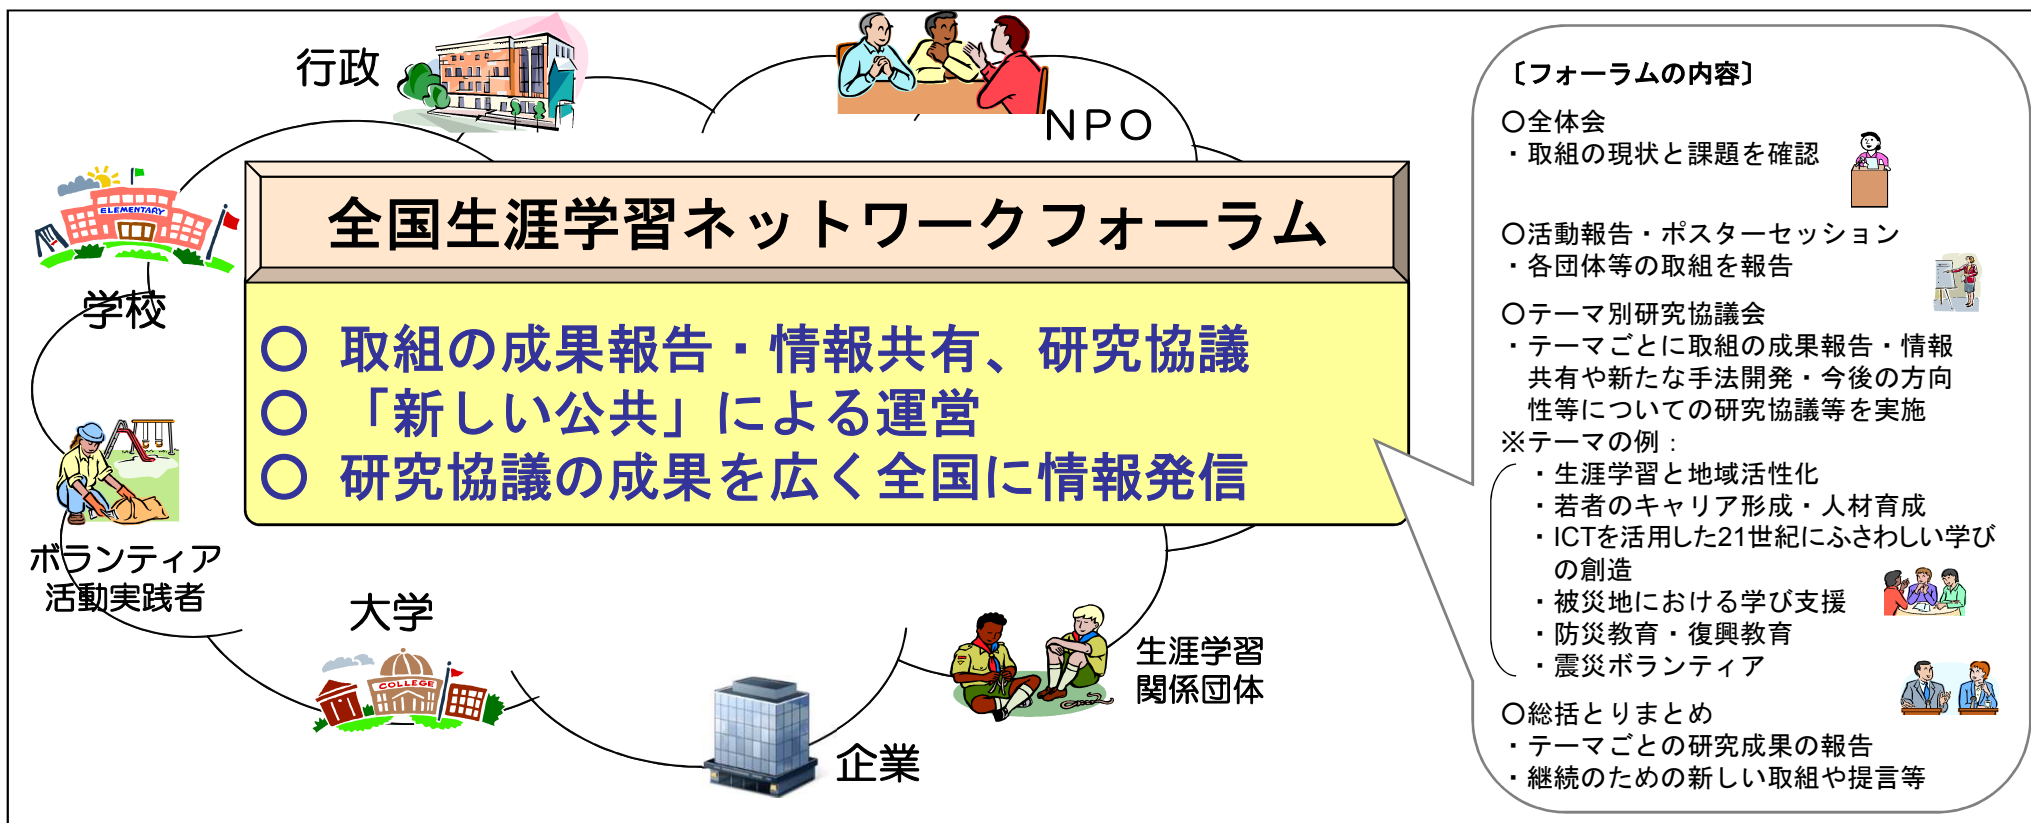 行政
NPO
ELEMENTARY
学校
全国生涯学習ネットワークフォーラム
○ 取組の成果報告・情報共有、研究協議
○ 「新しい公共」による運営
○ 研究協議の成果を広く全国に情報発信
ボランティア
活動実践者
大学
COLLEGE
企業
生涯学習
関係団体
〔フォーラムの内容〕
○全体会
・取組の現状と課題を確認
○活動報告・ポスターセッション
・各団体等の取組を報告
○テーマ別研究協議会
・テーマごとに取組の成果報告・情報
共有や新たな手法開発・今後の方向
性等についての研究協議等を実施
※テーマの例：
・生涯学習と地域活性化
・若者のキャリア形成・人材育成
・ICTを活用した21世紀にふさわしい学び
の創造
・被災地における学び支援
・防災教育・復興教育
・震災ボランティア
○総括とりまとめ
・テーマごとの研究成果の報告
・継続のための新しい取組や提言等